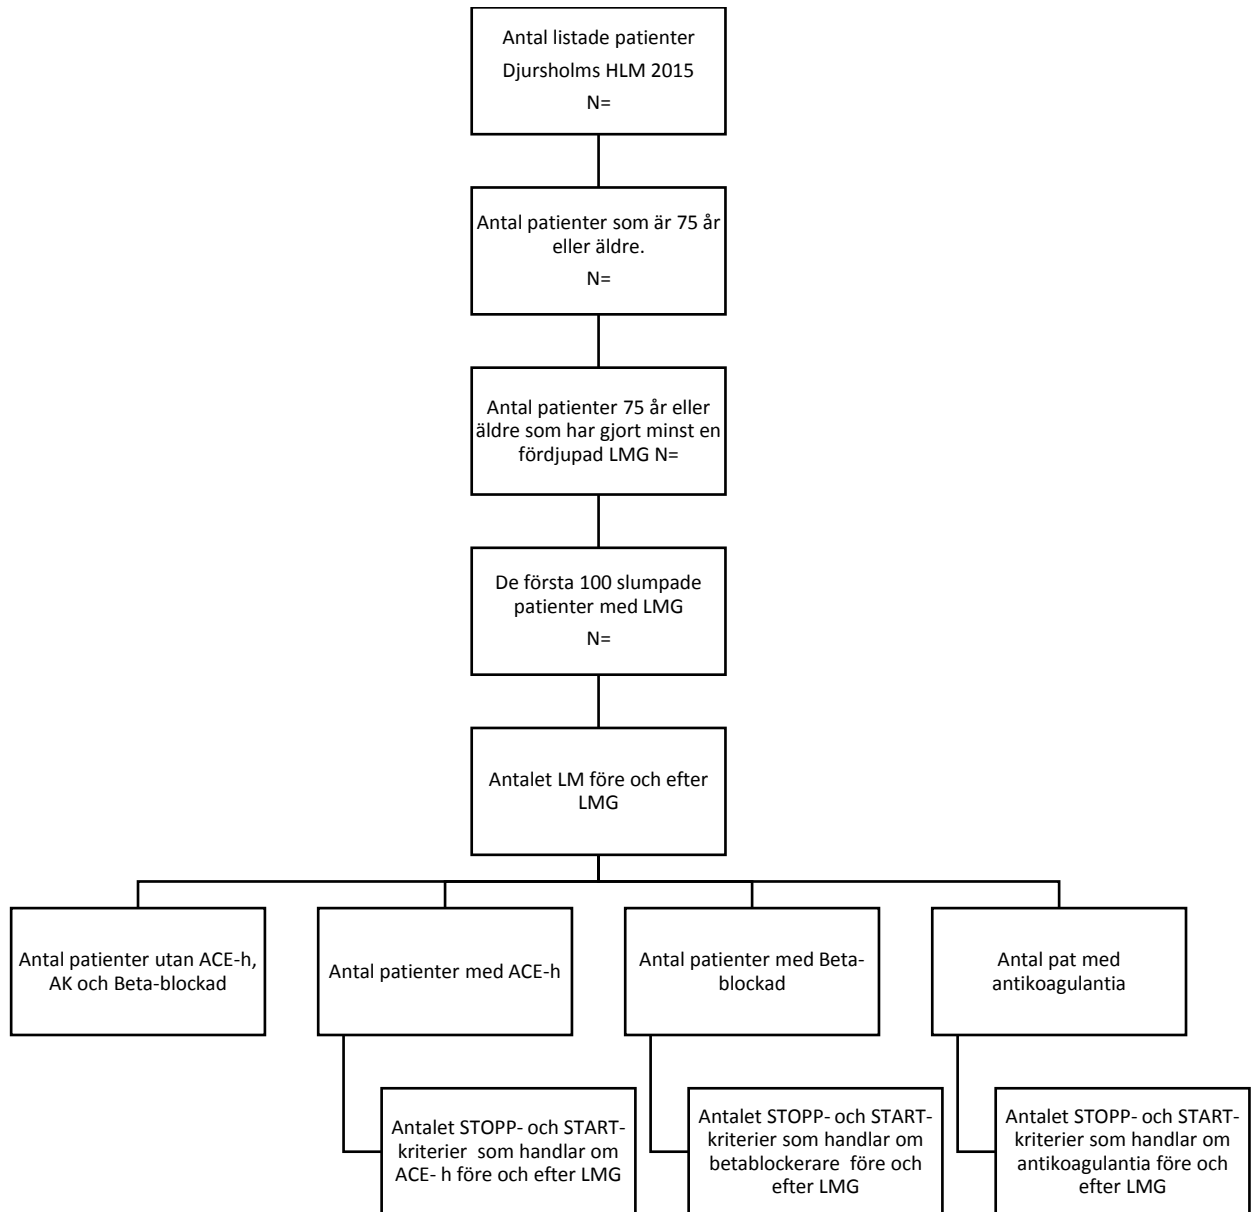 Antal listade patienter
Djursholms HLM 2015
N=
Antal patienter som är 75 år
eller äldre.
N=
Antal patienter 75 år eller
äldre som har gjort minst en
fördjupad LMG N=
De första 100 slumpade
patienter med LMG
N=
Antalet LM före och efter
LMG
Antal patienter utan ACE-h,
AK och Beta-blockad
Antal patienter med ACE-h
Antal patienter med Beta-
blockad
Antal pat med
antikoagulantia
Antalet STOPP- och START-
kriterier som handlar om
ACE- h före och efter LMG
Antalet STOPP- och START-
kriterier som handlar om
betablockerare före och
efter LMG
Antalet STOPP- och START-
kriterier som handlar om
antikoagulantia före och
efter LMG